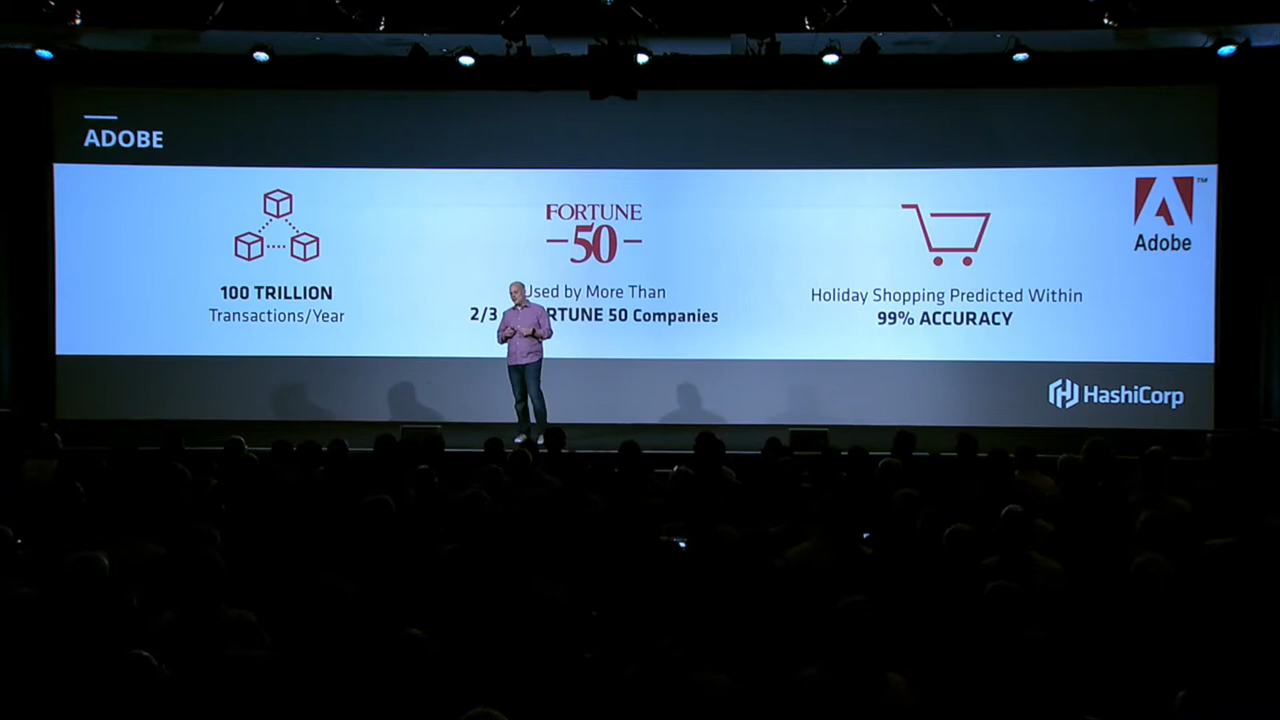 ADOBE
FORTUNE
50
TM
Adobe
100 TRILLION
Transactions/Year
Used by More Than
2/3 RTUNE 50 Companies
Holiday Shopping Predicted Within
99% ACCURACY
HashiCorp